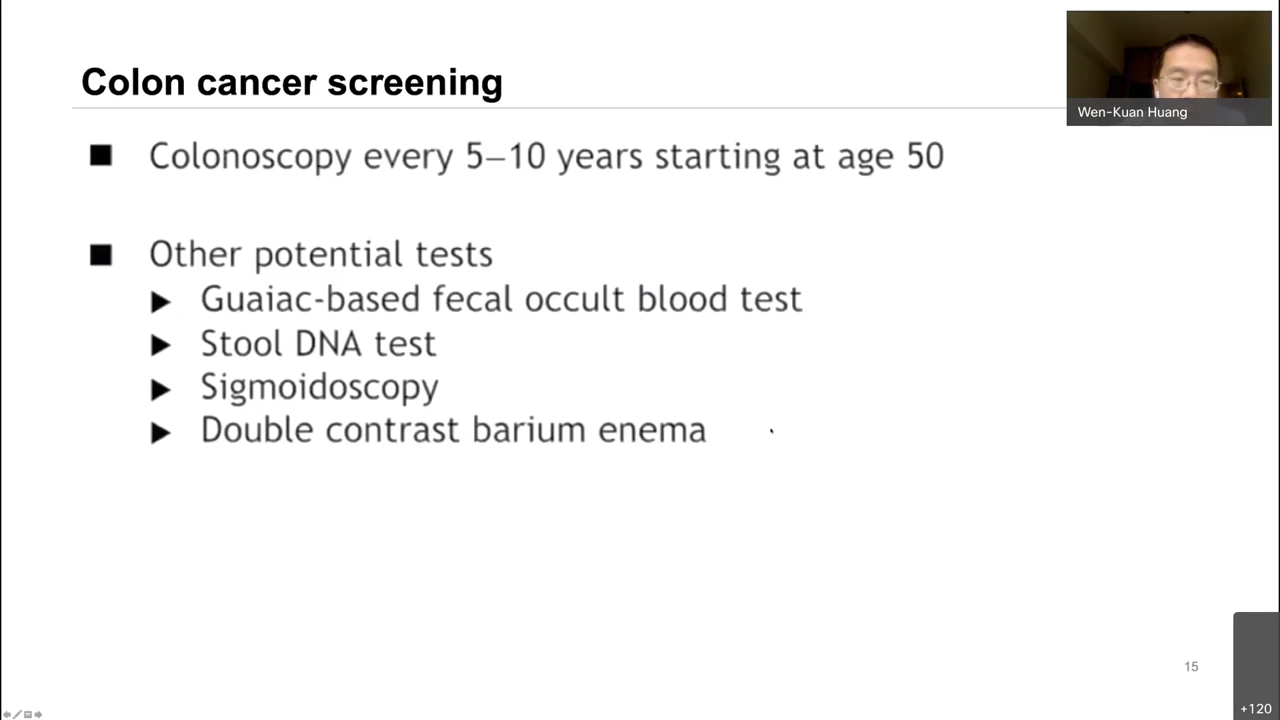 Colon cancer screening
Wen-Kuan Huang
Colonoscopy every 5–10 years starting at age 50
Other potential tests
Guaiac-based fecal occult blood test
Stool DNA test
Sigmoidoscopy
Double contrast barium enema
15
+120